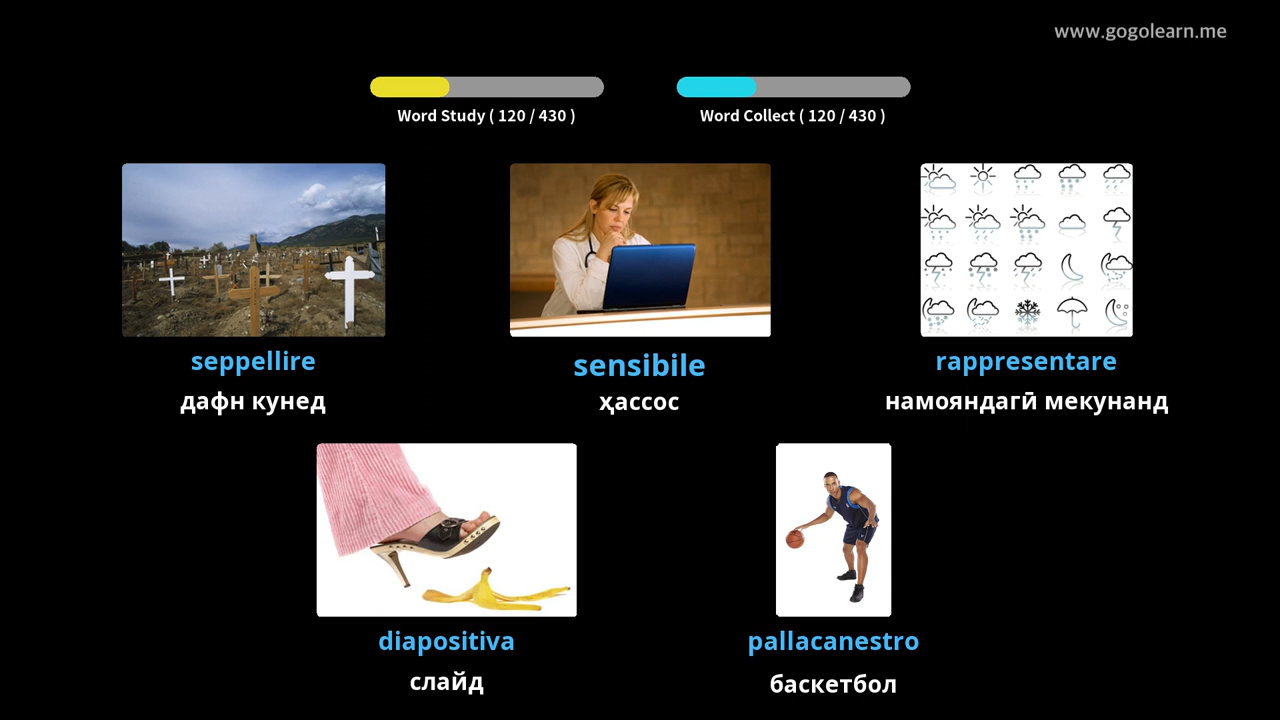 www.gogolearn.me
Word Study ( 120 / 430 )
Word Collect ( 120 / 430 )
seppellire
дафн кунед
sensibile
ҳассос
rappresentare
намояндагӣ мекунанд
diapositiva
слайд
pallacanestro
баскетбол